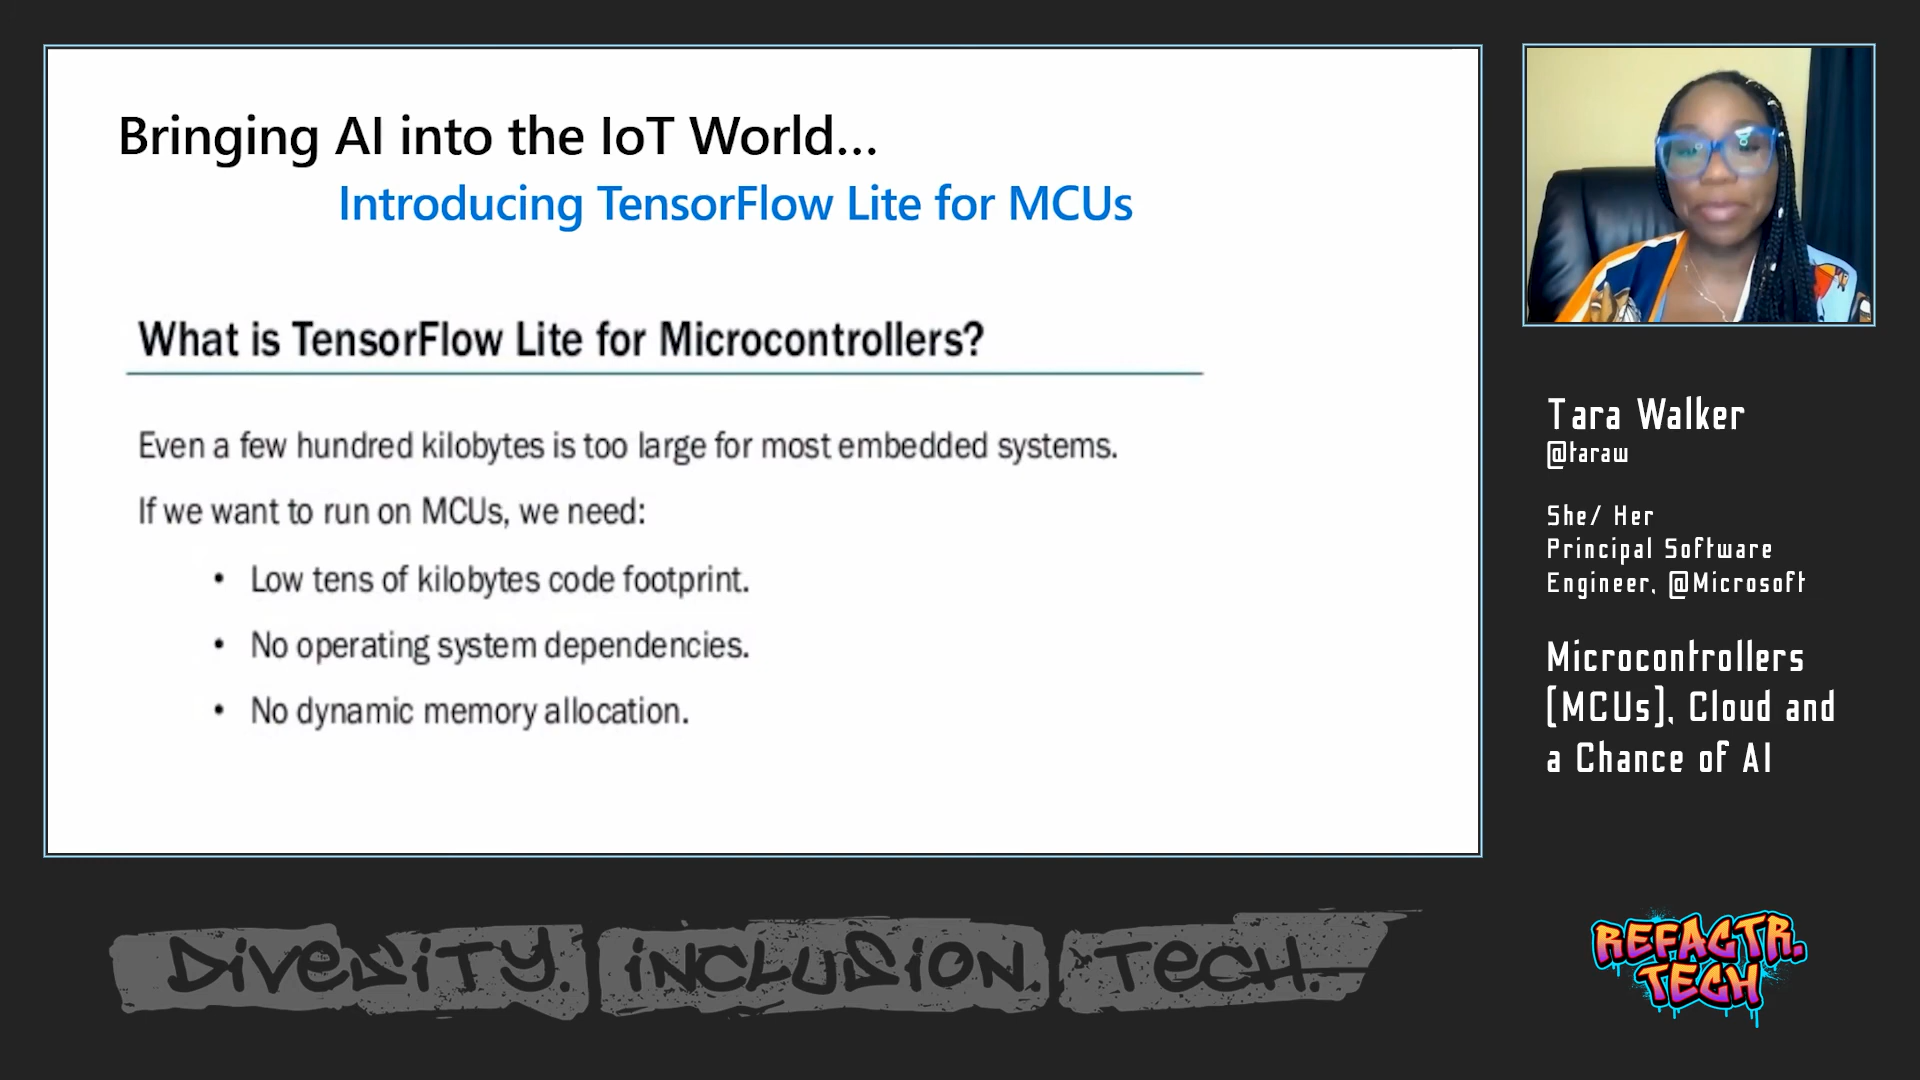 Bringing AI into the IoT World...
Introducing TensorFlow Lite for MCUs
What is TensorFlow Lite for Microcontrollers?
Even a few hundred kilobytes is too large for most embedded systems.
If we want to run on MCUs, we need:
• Low tens of kilobytes code footprint.
• No operating system dependencies.
• No dynamic memory allocation.
Tara Walker
@taraw
She/ Her
Principal Software
Engineer, @Microsoft
Microcontrollers
(MCUs), Cloud and
a Chance of AI
DIVERSITY. INCLUSION. TECH.
REFACTR.
TECH